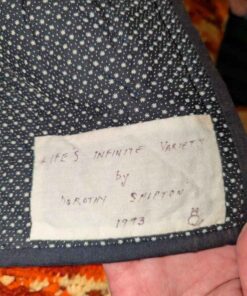 LIFE'S INFINITE VARIETY
by
DOROTHY SHIPTON
1993